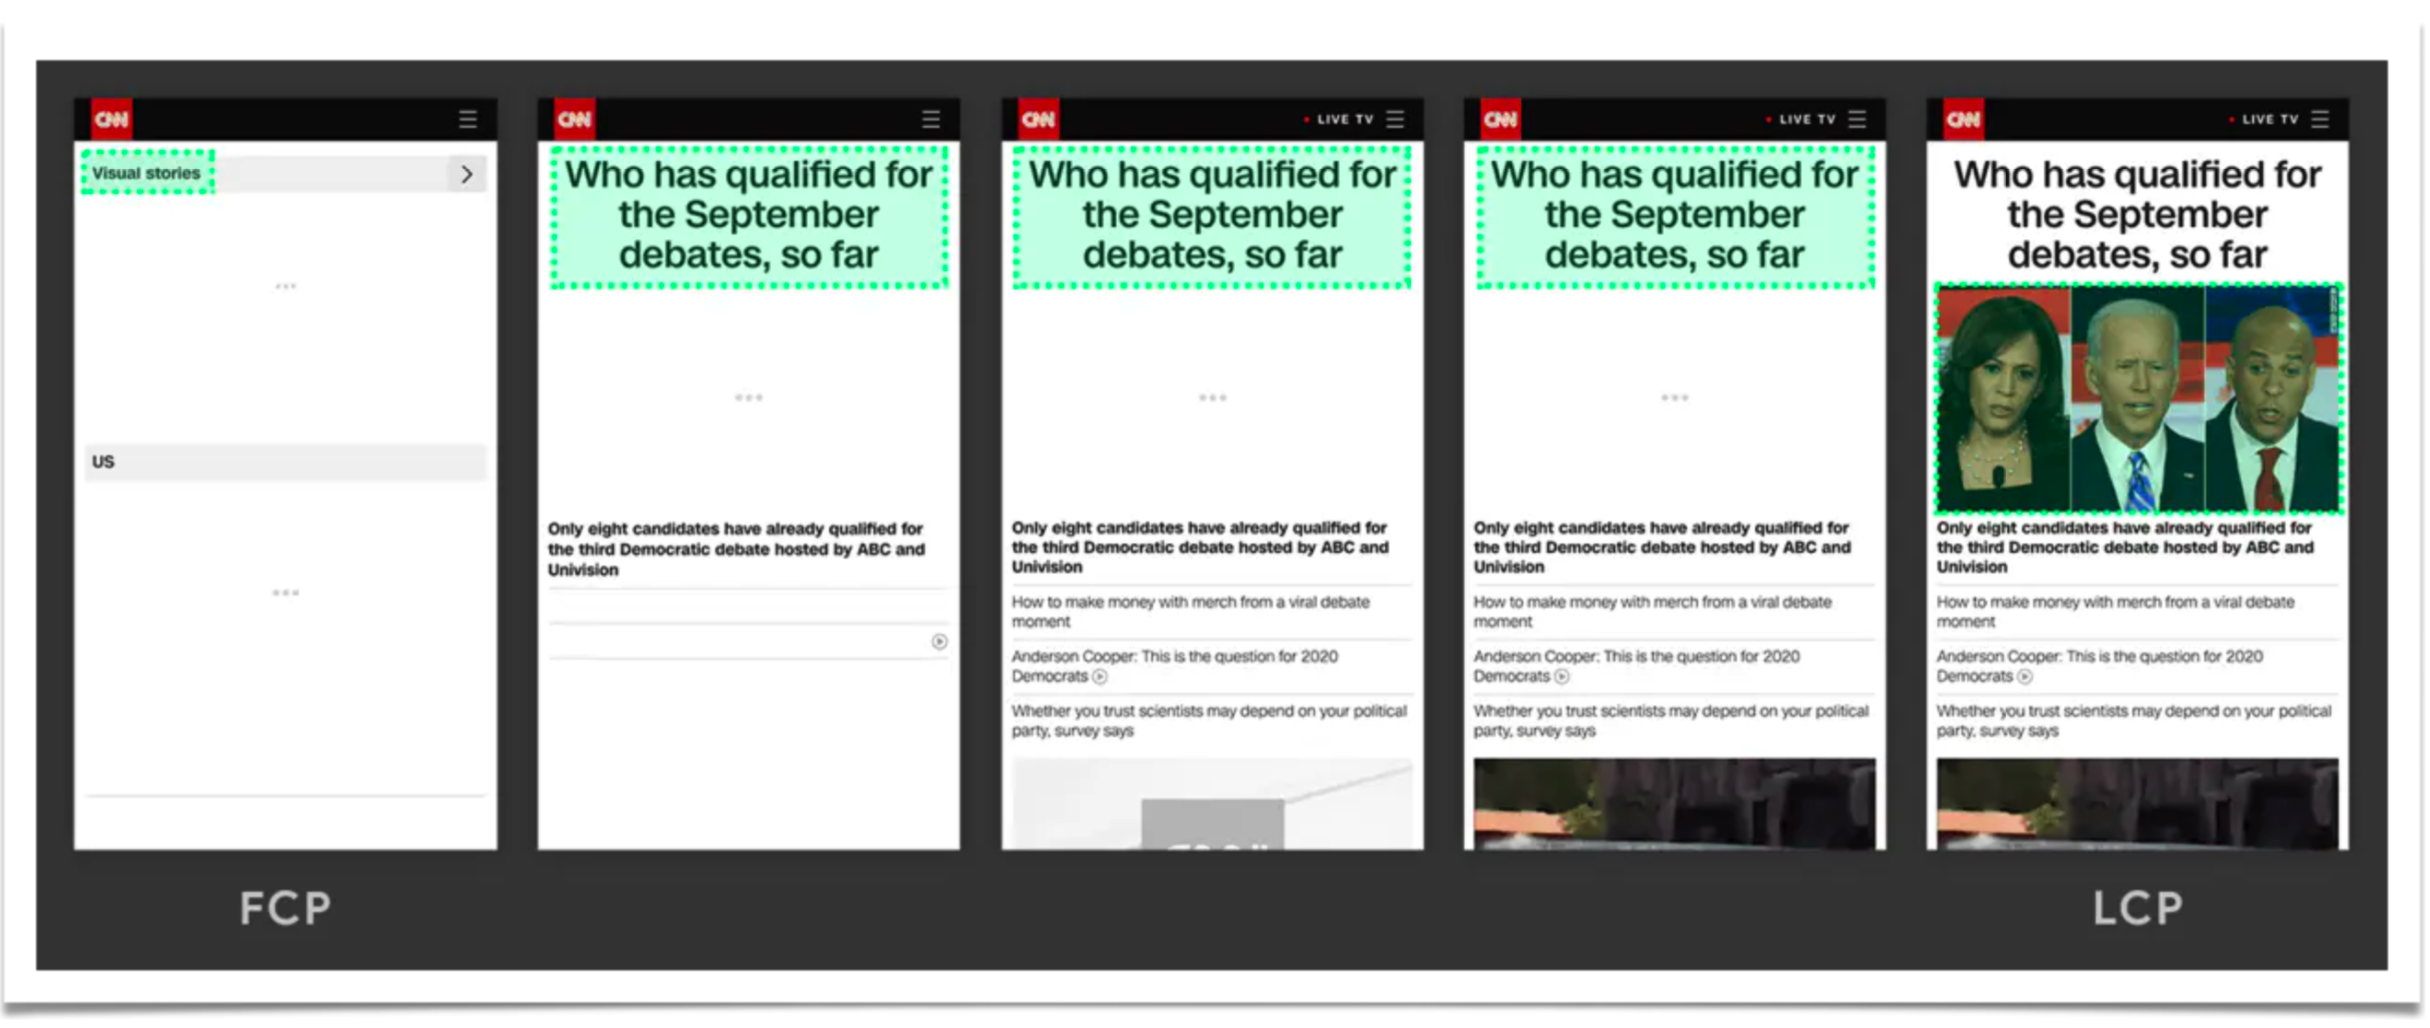 CNN
Visual stories
US
FCP
CNN
Who has qualified for
the September
debates, so far
Only eight candidates have already qualified for
the third Democratic debate hosted by ABC and
Univision
CNN
LIVE TV
Who has qualified for
the September
debates, so far
Only eight candidates have already qualified for
the third Democratic debate hosted by ABC and
Univision
How to make money with merch from a viral debate
moment
Anderson Cooper: This is the question for 2020
Democrats
Whether you trust scientists may depend on your political
party, survey says
CNN
LIVE TV
Who has qualified for
the September
debates, so far
Only eight candidates have already qualified for
the third Democratic debate hosted by ABC and
Univision
How to make money with merch from a viral debate
moment
Anderson Cooper: This is the question for 2020
Democrats
Whether you trust scientists may depend on your political
party, survey says
CNN
LIVE TV
Who has qualified for
the September
debates, so far
Only eight candidates have already qualified for
the third Democratic debate hosted by ABC and
Univision
How to make money with merch from a viral debate
moment
Anderson Cooper: This is the question for 2020
Democrats
Whether you trust scientists may depend on your political
party, survey says
LCP